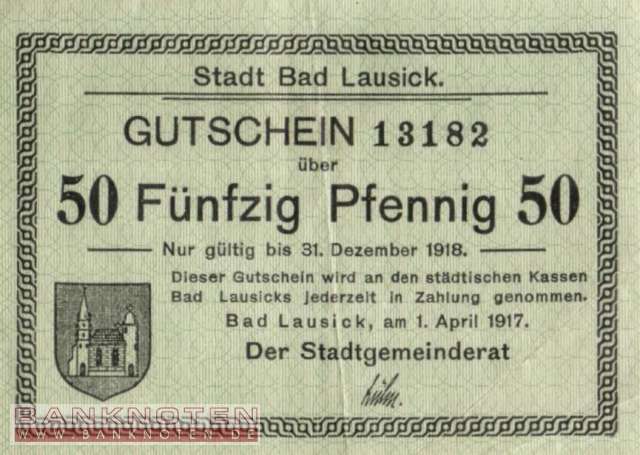 Stadt Bad Lausick.
GUTSCHEIN 13182
über
50 Fünfzig Pfennig 50
Nur gültig bis 31. Dezember 1918.
Dieser Gutschein wird an den städtischen Kassen
Bad Lausicks jederzeit in Zahlung genommen.
Bad Lausick, am 1. April 1917.
Der Stadtgemeinderat
BANKNOTEN
WWW.BANKNOTEN.DE